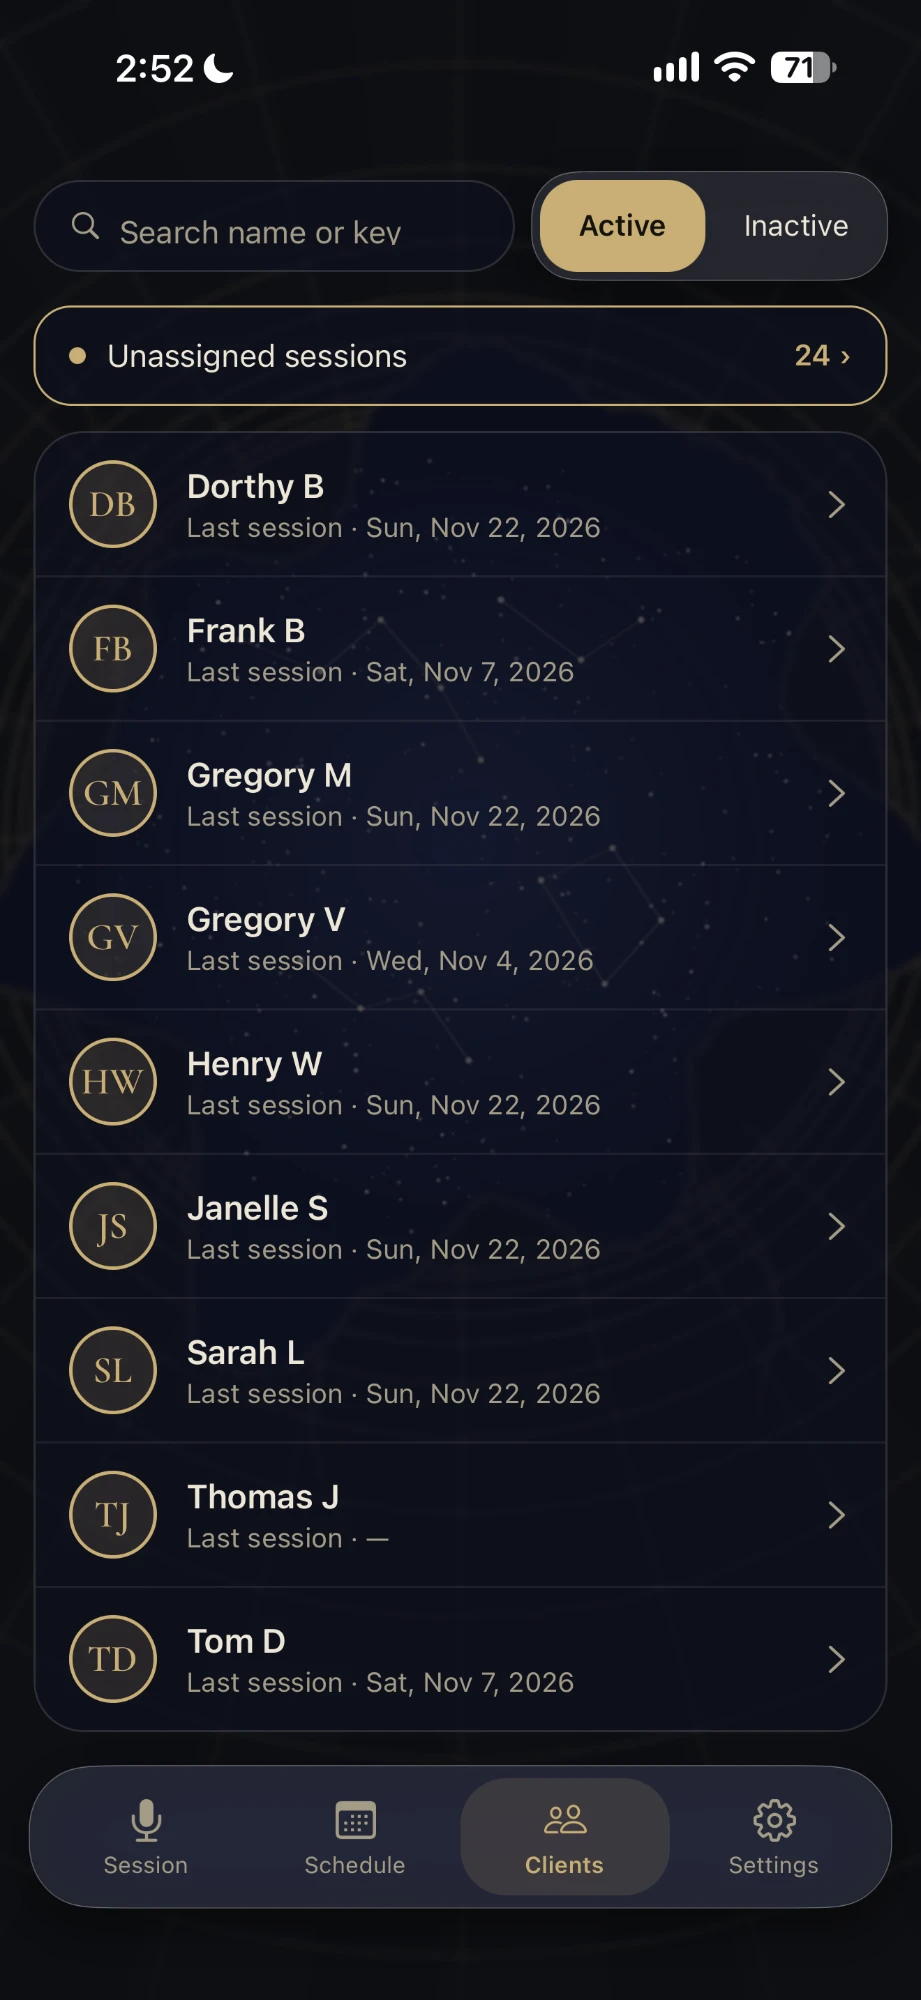 2:52
71
Search name or key
Active
Inactive
Unassigned sessions
24 ›
DB
Dorthy B
Last session · Sun, Nov 22, 2026
FB
Frank B
Last session · Sat, Nov 7, 2026
GM
Gregory M
Last session · Sun, Nov 22, 2026
GV
Gregory V
Last session · Wed, Nov 4, 2026
HW
Henry W
Last session · Sun, Nov 22, 2026
JS
Janelle S
Last session · Sun, Nov 22, 2026
SL
Sarah L
Last session · Sun, Nov 22, 2026
TJ
Thomas J
Last session · —
TD
Tom D
Last session · Sat, Nov 7, 2026
Session
Schedule
Clients
Settings